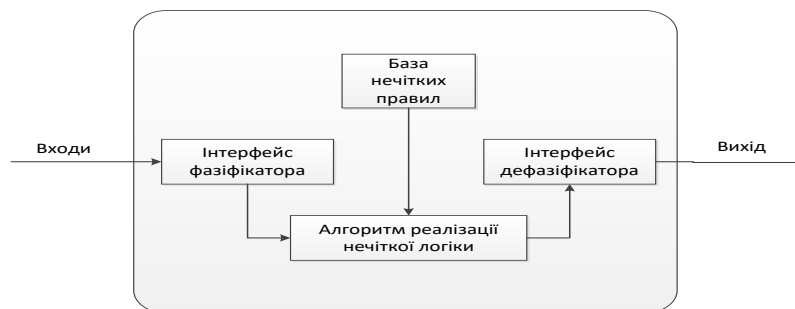 База
нечітких
правил
Входи
Інтерфейс
фазіфікатора
Інтерфейс
дефазіфікатора
Вихід
Алгоритм реалізації
нечіткої логіки